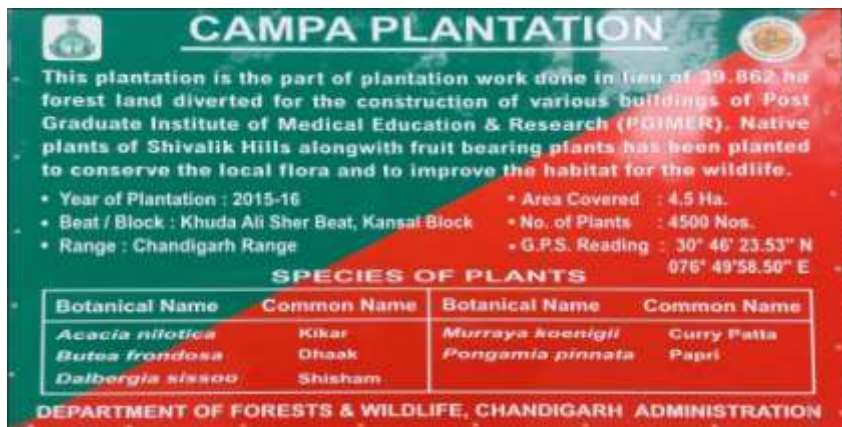 CAMPA PLANTATION
This plantation is the part of plantation work done in lieu of 39.862 ha
forest land diverted for the construction of various buildings of Post
Graduate Institute of Medical Education & Research (PGIMER). Native
plants of Shivalik Hills alongwith fruit bearing plants has been planted
to conserve the local flora and to improve the habitat for the wildlife.
• Year of Plantation : 2015-16 • Area Covered : 4.5 Ha.
• Beat / Block : Khuda Ali Sher Beat, Kansal Block • No. of Plants : 4500 Nos.
• Range : Chandigarh Range • G.P.S. Reading : 30° 46' 23.53" N
076° 49'58.50" E
SPECIES OF PLANTS
Botanical Name Common Name Botanical Name Common Name
Acacia nilotica Kikar Murraya koenigii Curry Patta
Butea frondosa Dhaak Pongamia pinnata Papri
Dalbergia sissoo Shisham
DEPARTMENT OF FORESTS & WILDLIFE, CHANDIGARH ADMINISTRATION